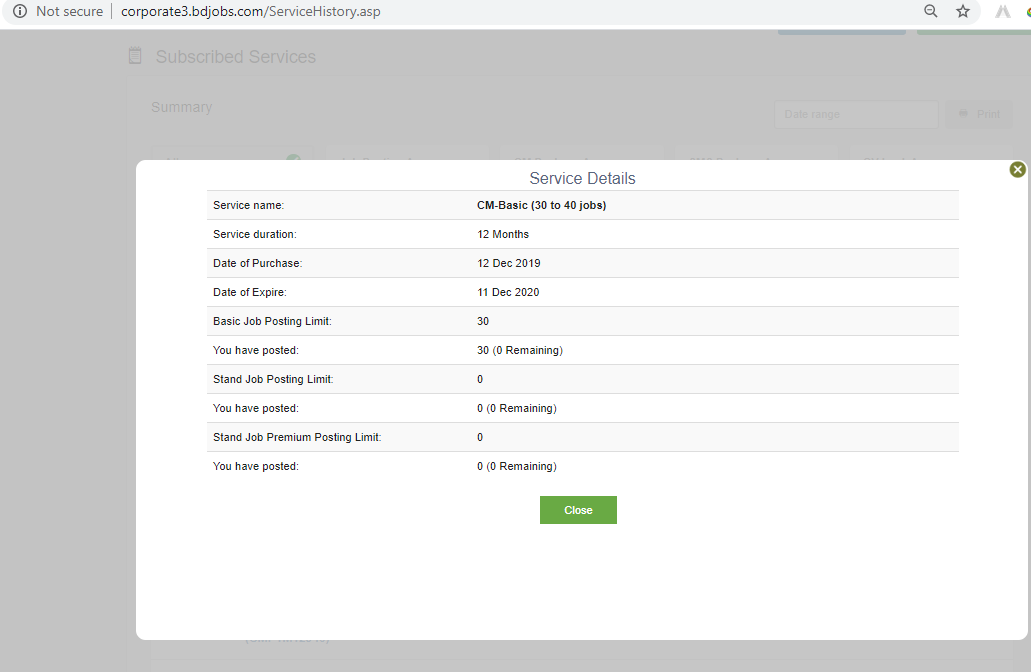 Not secure | corporate3.bdjobs.com/ServiceHistory.asp
Subscribed Services
Summary
Date range
Print
Service Details
Service name: CM-Basic (30 to 40 jobs)
Service duration: 12 Months
Date of Purchase: 12 Dec 2019
Date of Expire: 11 Dec 2020
Basic Job Posting Limit: 30
You have posted: 30 (0 Remaining)
Stand Job Posting Limit: 0
You have posted: 0 (0 Remaining)
Stand Job Premium Posting Limit: 0
You have posted: 0 (0 Remaining)
Close